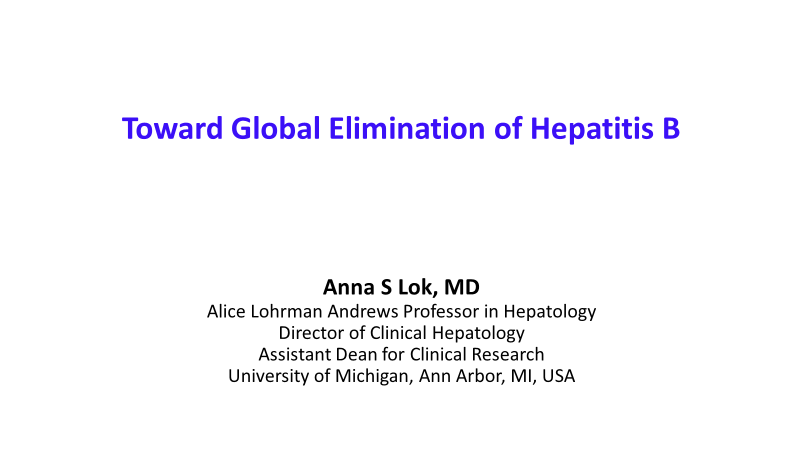 Toward Global Elimination of Hepatitis B
Anna S Lok, MD
Alice Lohrman Andrews Professor in Hepatology
Director of Clinical Hepatology
Assistant Dean for Clinical Research
University of Michigan, Ann Arbor, MI, USA